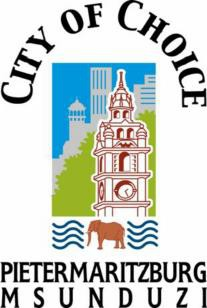 CITY OF CHOICE
PIETERMARITZBURG
MSUNDUZI